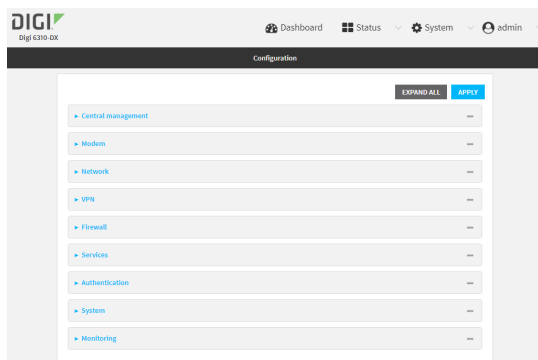 DIGI
Digi 6310-DX
Dashboard Status System admin
Configuration
EXPAND ALL APPLY
Central management
Modem
Network
VPN
Firewall
Services
Authentication
System
Monitoring